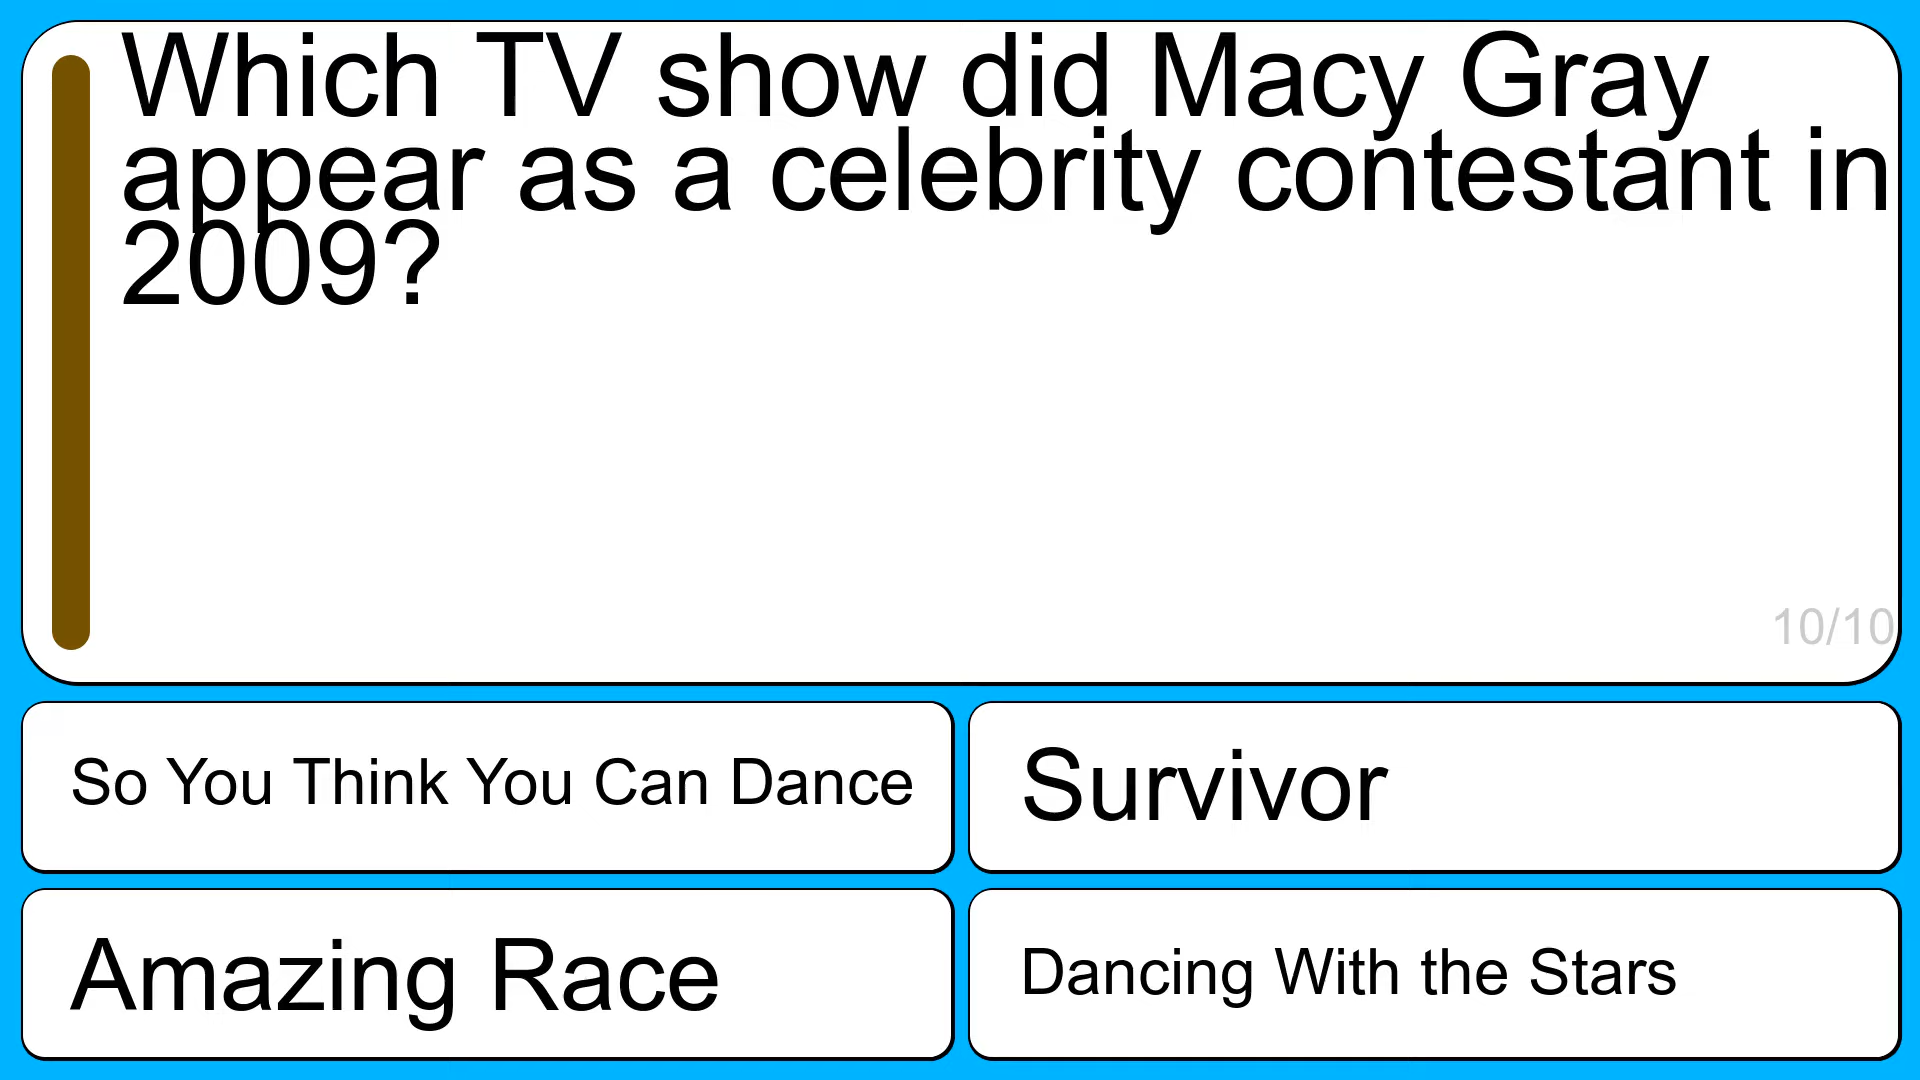 Which TV show did Macy Gray
appear as a celebrity contestant in
2009?
10/10
So You Think You Can Dance
Survivor
Amazing Race
Dancing With the Stars